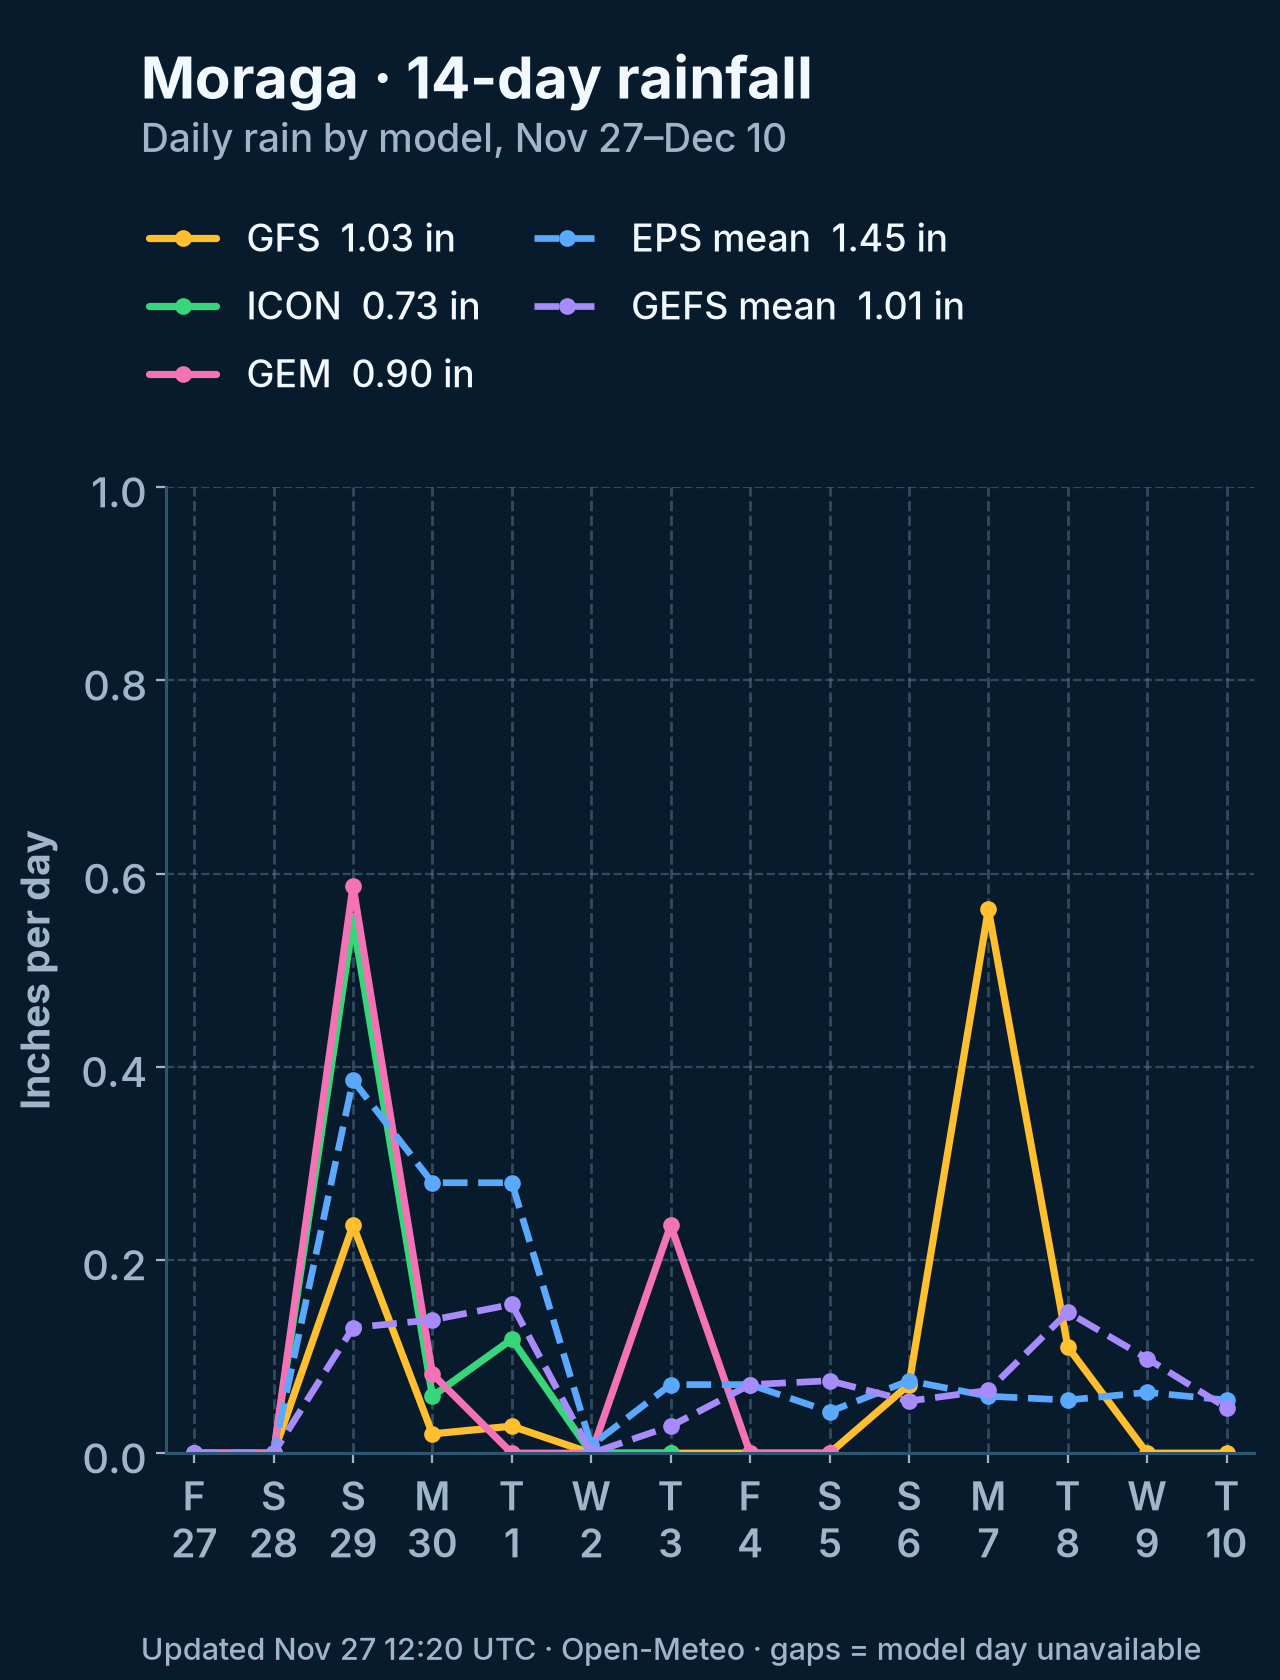 Moraga · 14-day rainfall
Daily rain by model, Nov 27–Dec 10
GFS 1.03 in
ICON 0.73 in
GEM 0.90 in
EPS mean 1.45 in
GEFS mean 1.01 in
Inches per day
1.0
0.8
0.6
0.4
0.2
0.0
F S S M T W T F S S M T W T
27 28 29 30 1 2 3 4 5 6 7 8 9 10
Updated Nov 27 12:20 UTC · Open-Meteo · gaps = model day unavailable